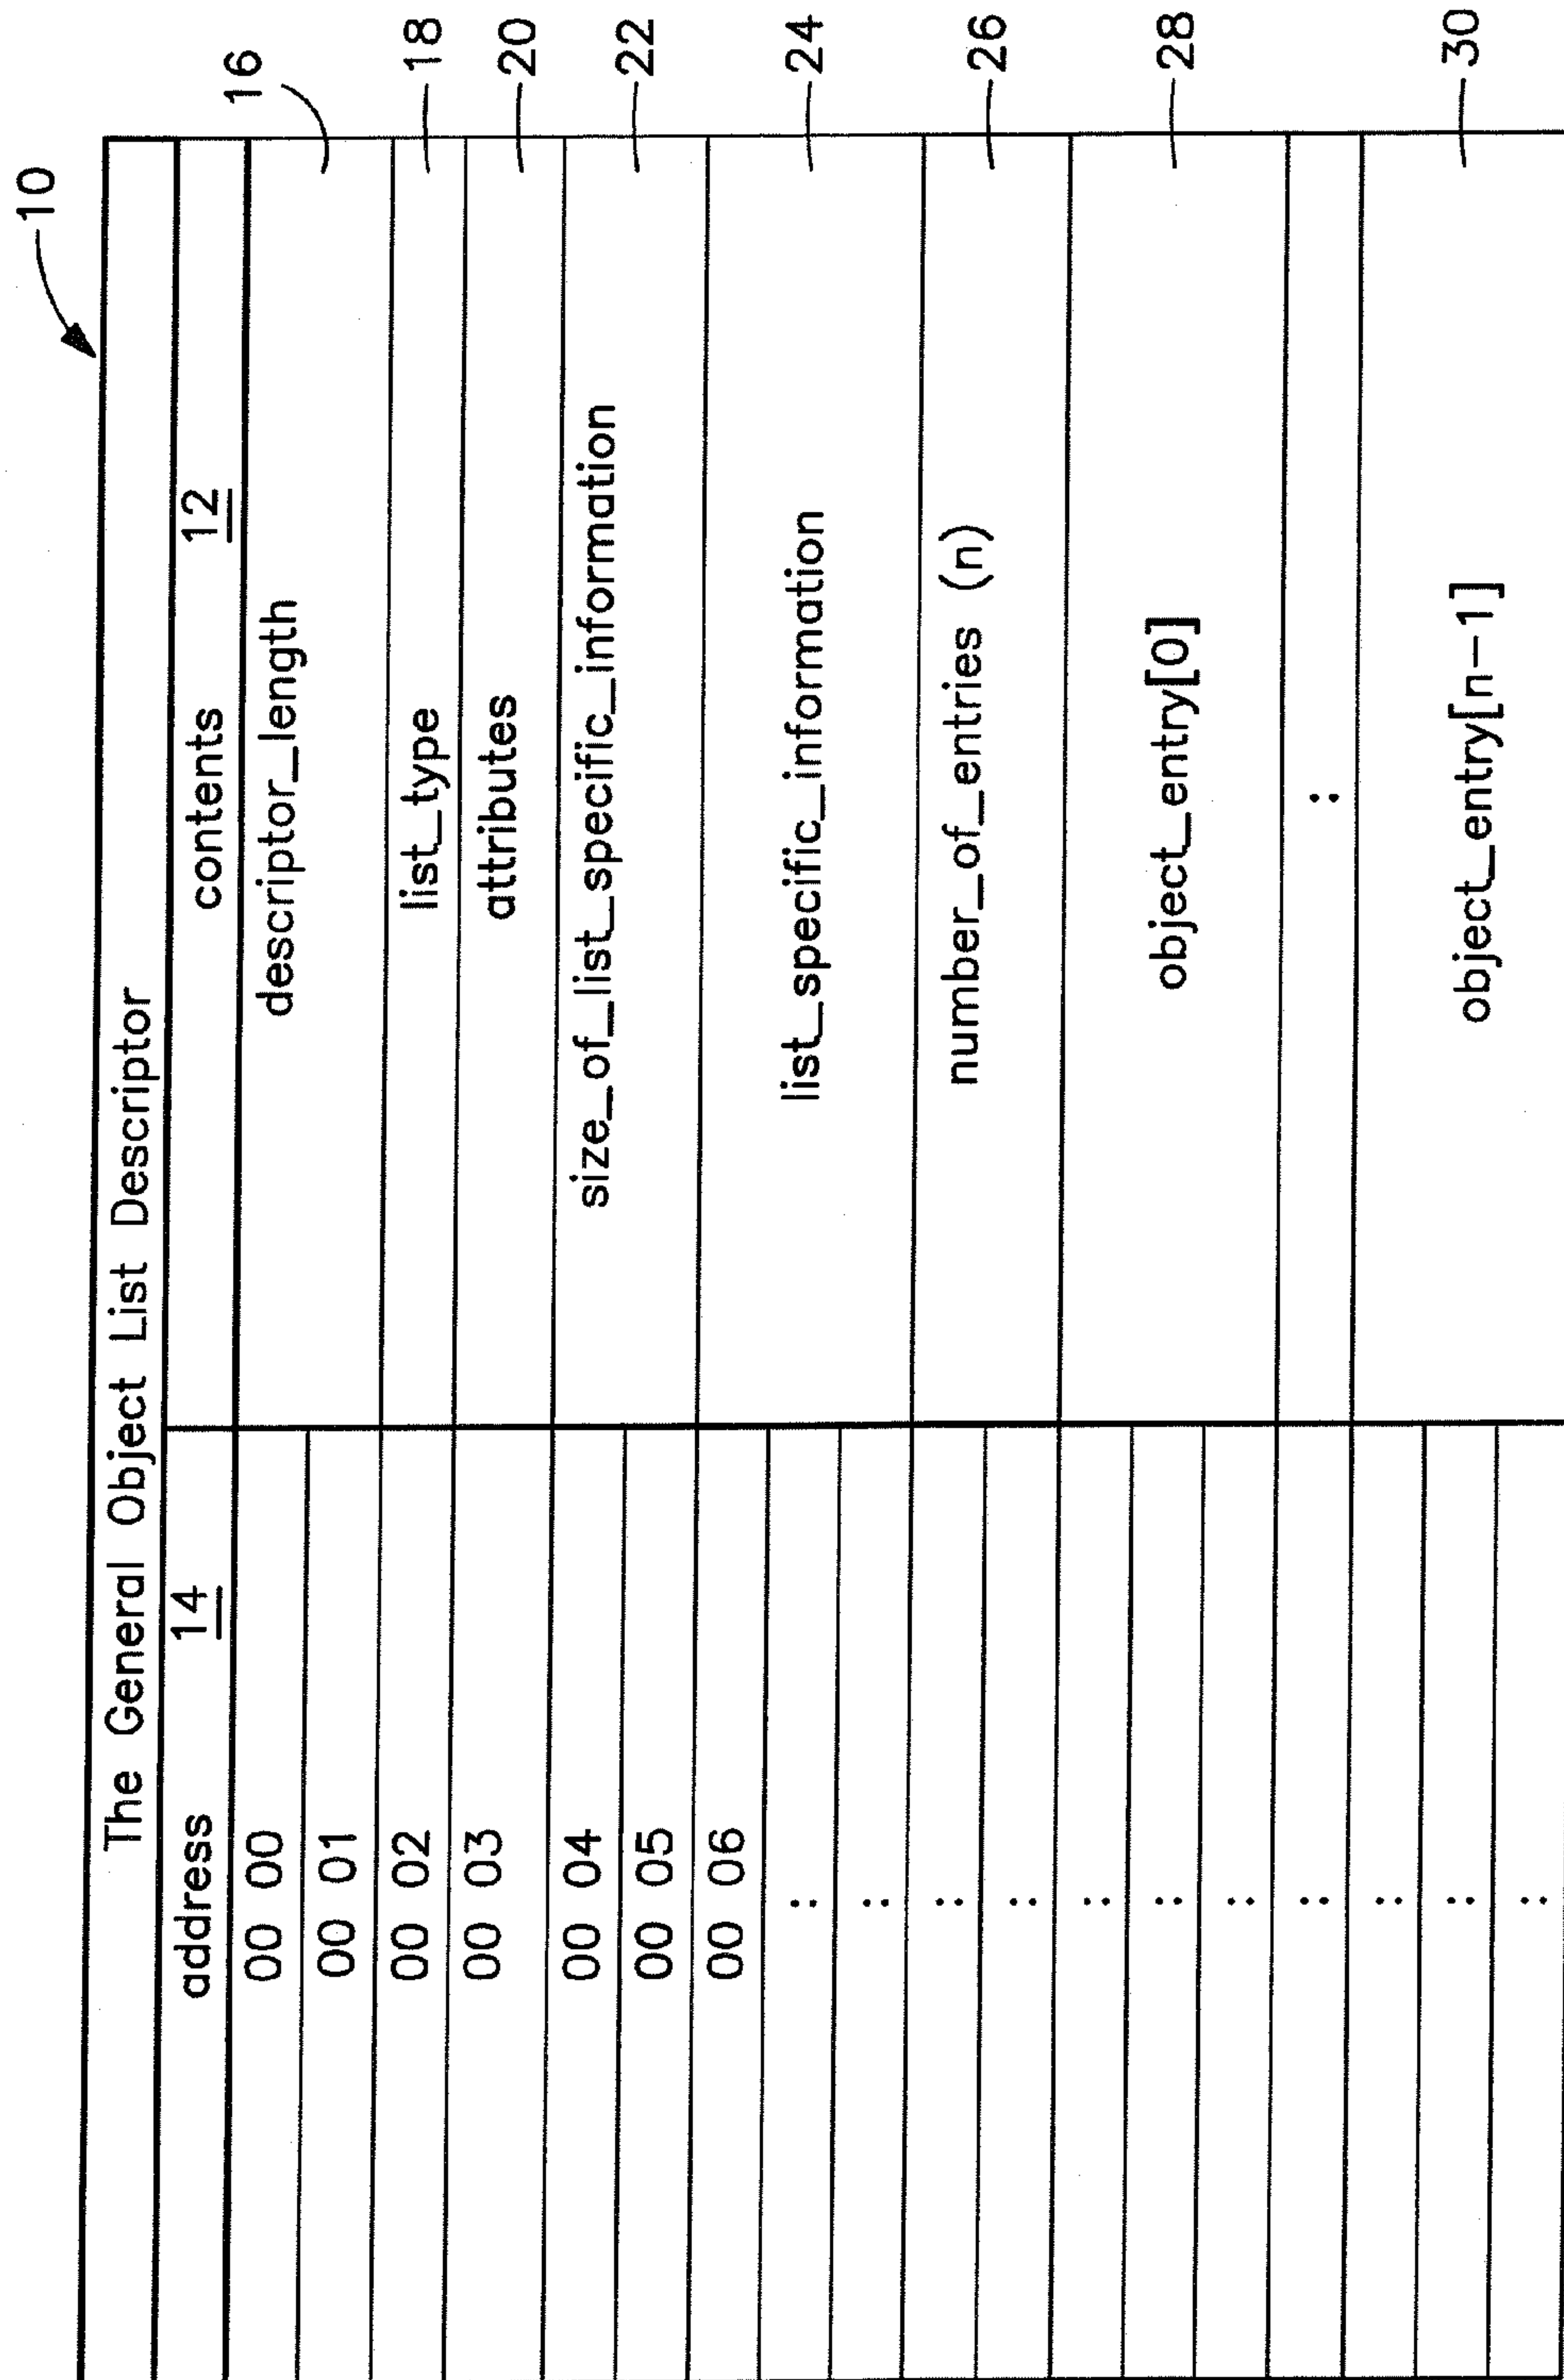 10
The General Object List Descriptor
address 14 contents 12
00 00 descriptor_length 16
00 01
00 02 list_type 18
00 03 attributes 20
00 04 size_of_list_specific_information 22
00 05
00 06 list_specific_information 24
:
:
: number_of_entries (n) 26
:
:
: object_entry[0] 28
:
: :
:
: object_entry[n-1] 30
: